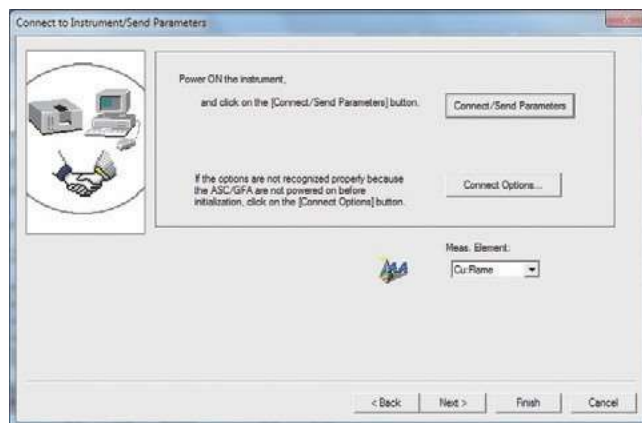 Connect to Instrument/Send Parameters
Power ON the instrument,
and click on the [Connect/Send Parameters] button.
Connect/Send Parameters
If the options are not recognized properly because
the ASC/GFA are not powered on before
initialization, click on the [Connect Options] button.
Connect Options...
Meas. Element:
AA
Cu:Flame
< Back
Next >
Finish
Cancel